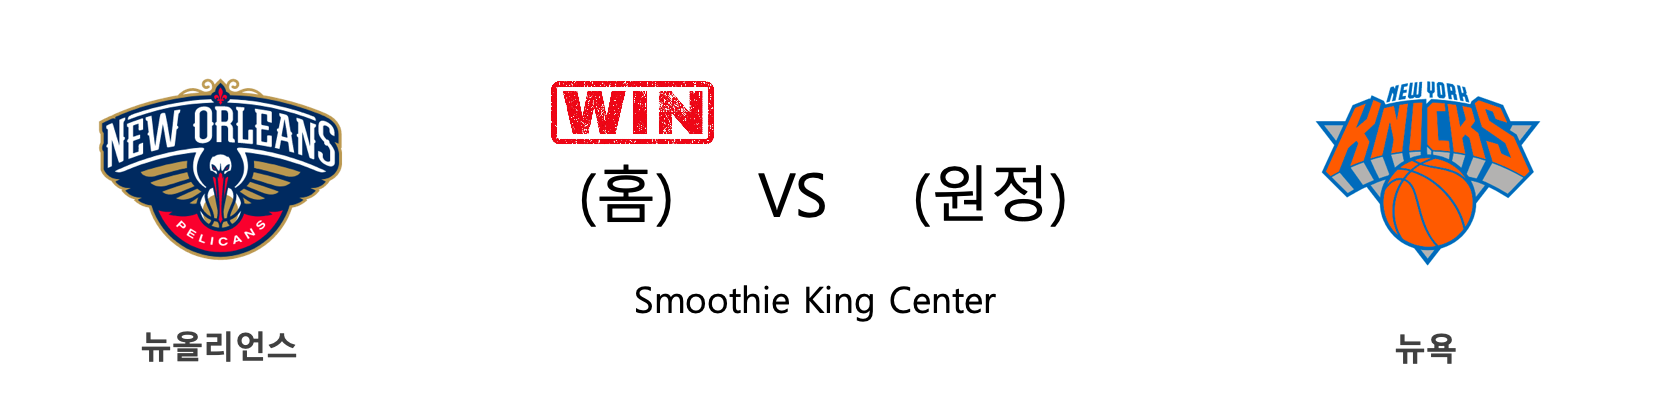 NEW ORLEANS
PELICANS
WIN
(홈) VS (원정)
Smoothie King Center
NEW YORK
KNICKS
뉴올리언스
뉴욕